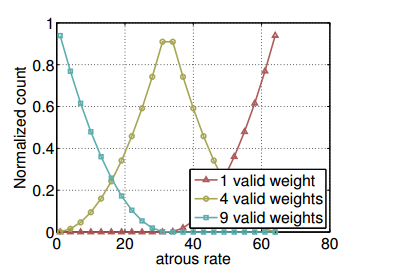 1
0.8
0.6
0.4
0.2
0
Normalized count
1 valid weight
4 valid weights
9 valid weights
0 20 40 60 80
atrous rate